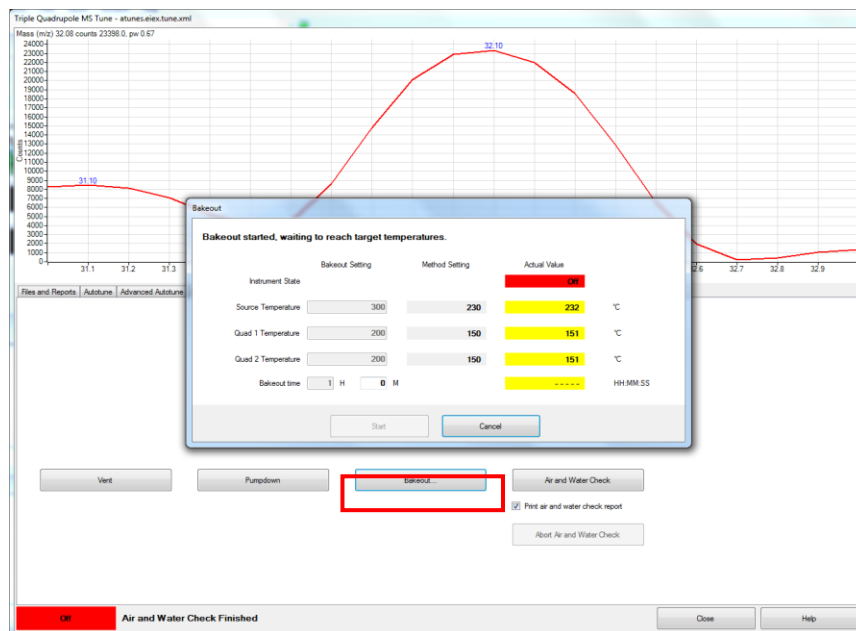 Triple Quadrupole MS Tune - atunes.eiex.tune.xml
Mass (m/z) 32.08 counts 23398.0, pw 0.67
24000
23000
22000
21000
20000
19000
18000
17000
16000
15000
14000
13000
12000
11000
10000
9000
8000
7000
6000
5000
4000
3000
2000
1000
0
Counts
31.10
32.10
31.1 31.2 31.3 32.6 32.7 32.8 32.9
Files and Reports Autotune Advanced Autotune
Bakeout
Bakeout started, waiting to reach target temperatures.
Bakeout Setting Method Setting Actual Value
Instrument State Off
Source Temperature 300 230 232 °C
Quad 1 Temperature 200 150 151 °C
Quad 2 Temperature 200 150 151 °C
Bakeout time 1 H 0 M ----- HH:MM:SS
Start Cancel
Vent Pumpdown Bakeout... Air and Water Check
Print air and water check report
Abort Air and Water Check
Off Air and Water Check Finished Close Help